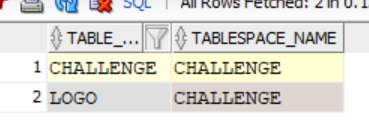 SQL | All Rows Fetched: 2 in 0.1
TABLE_... TABLESPACE_NAME
1 CHALLENGE CHALLENGE
2 LOGO CHALLENGE